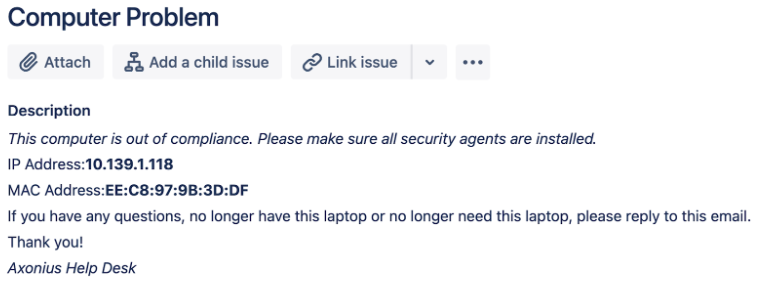 Computer Problem
Attach
Add a child issue
Link issue
Description
This computer is out of compliance. Please make sure all security agents are installed.
IP Address:10.139.1.118
MAC Address:EE:C8:97:9B:3D:DF
If you have any questions, no longer have this laptop or no longer need this laptop, please reply to this email.
Thank you!
Axonius Help Desk